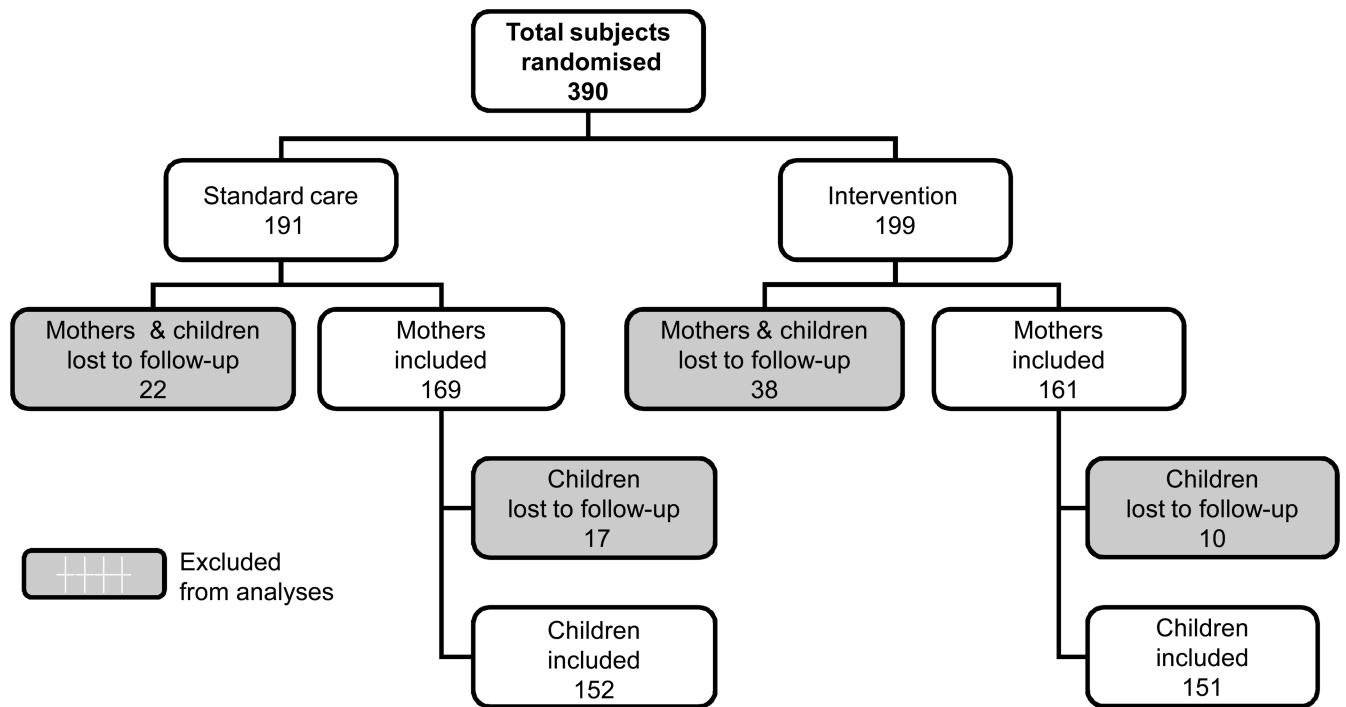 Total subjects
randomised
390
Standard care
191
Intervention
199
Mothers & children
lost to follow-up
22
Mothers
included
169
Mothers & children
lost to follow-up
38
Mothers
included
161
Children
lost to follow-up
17
Children
lost to follow-up
10
Excluded
from analyses
Children
included
152
Children
included
151